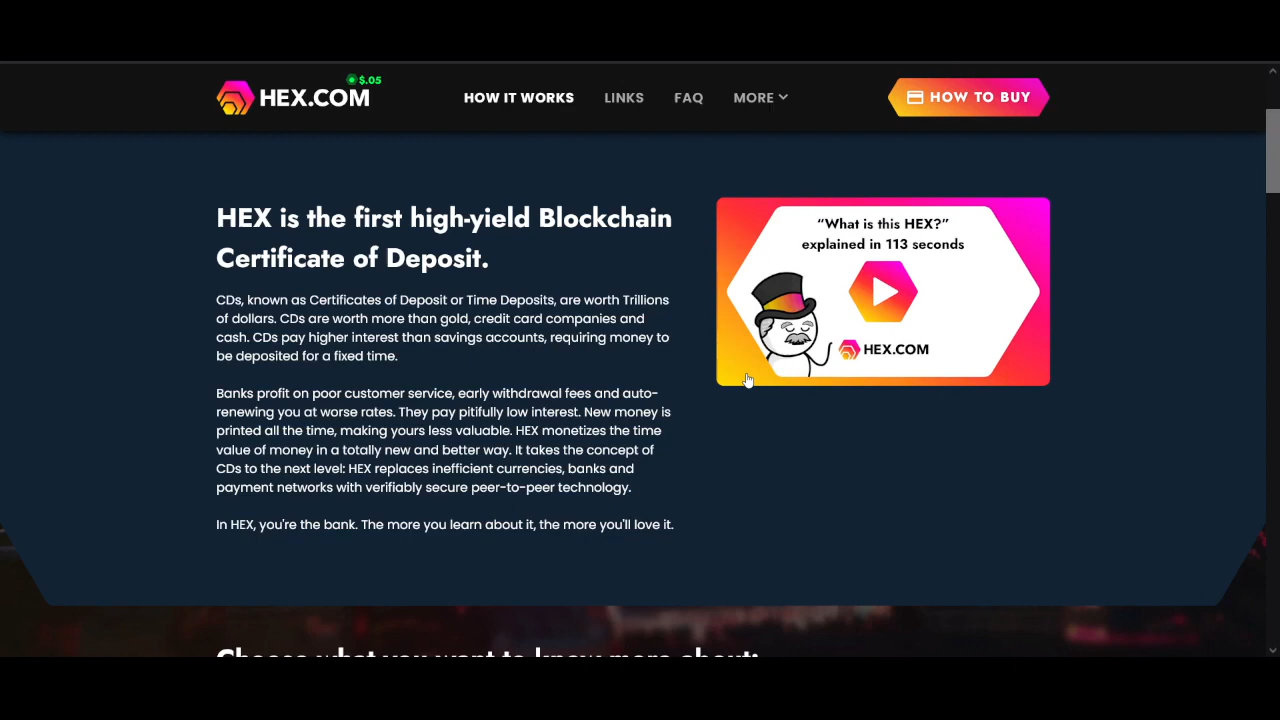 $.05
HEX.COM
HOW IT WORKS
LINKS
FAQ
MORE
HOW TO BUY
HEX is the first high-yield Blockchain
Certificate of Deposit.
CDs, known as Certificates of Deposit or Time Deposits, are worth Trillions
of dollars. CDs are worth more than gold, credit card companies and
cash. CDs pay higher interest than savings accounts, requiring money to
be deposited for a fixed time.
Banks profit on poor customer service, early withdrawal fees and auto-
renewing you at worse rates. They pay pitifully low interest. New money is
printed all the time, making yours less valuable. HEX monetizes the time
value of money in a totally new and better way. It takes the concept of
CDs to the next level: HEX replaces inefficient currencies, banks and
payment networks with verifiably secure peer-to-peer technology.
In HEX, you're the bank. The more you learn about it, the more you'll love it.
“What is this HEX?”
explained in 113 seconds
HEX.COM
Choose what you want to know more about: